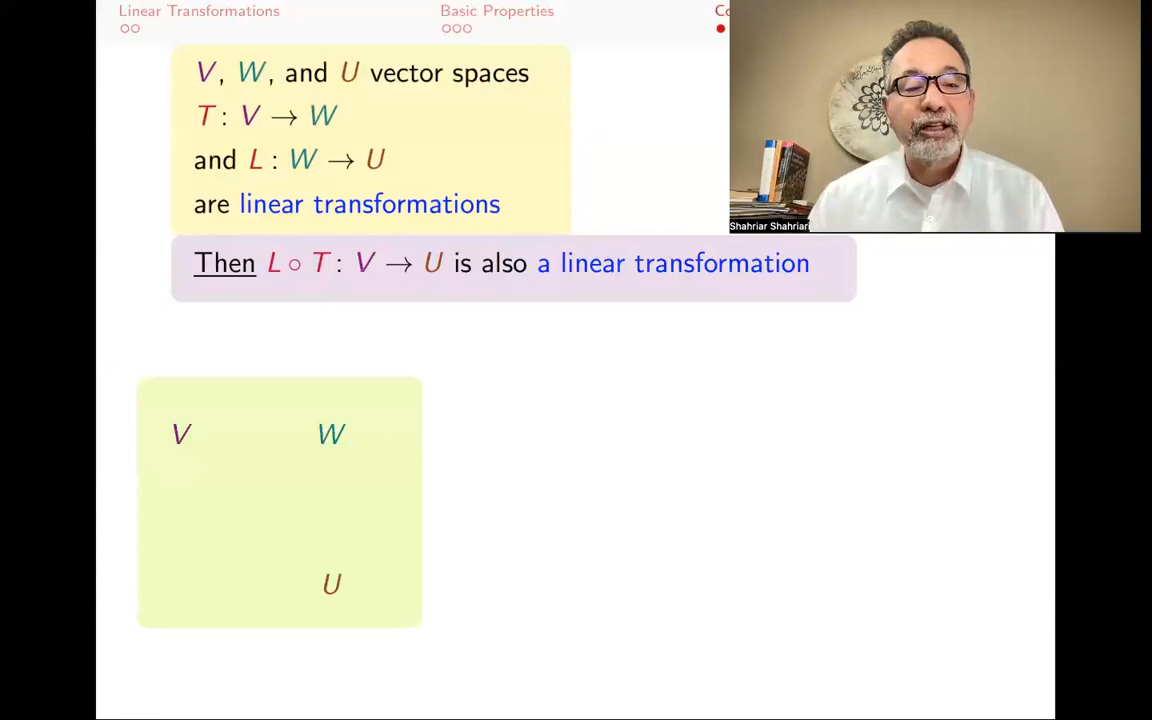 Linear Transformations
Basic Properties
V, W, and U vector spaces
T : V → W
and L : W → U
are linear transformations
Shahriar Shahriari
Then L ∘ T : V → U is also a linear transformation
V W
U